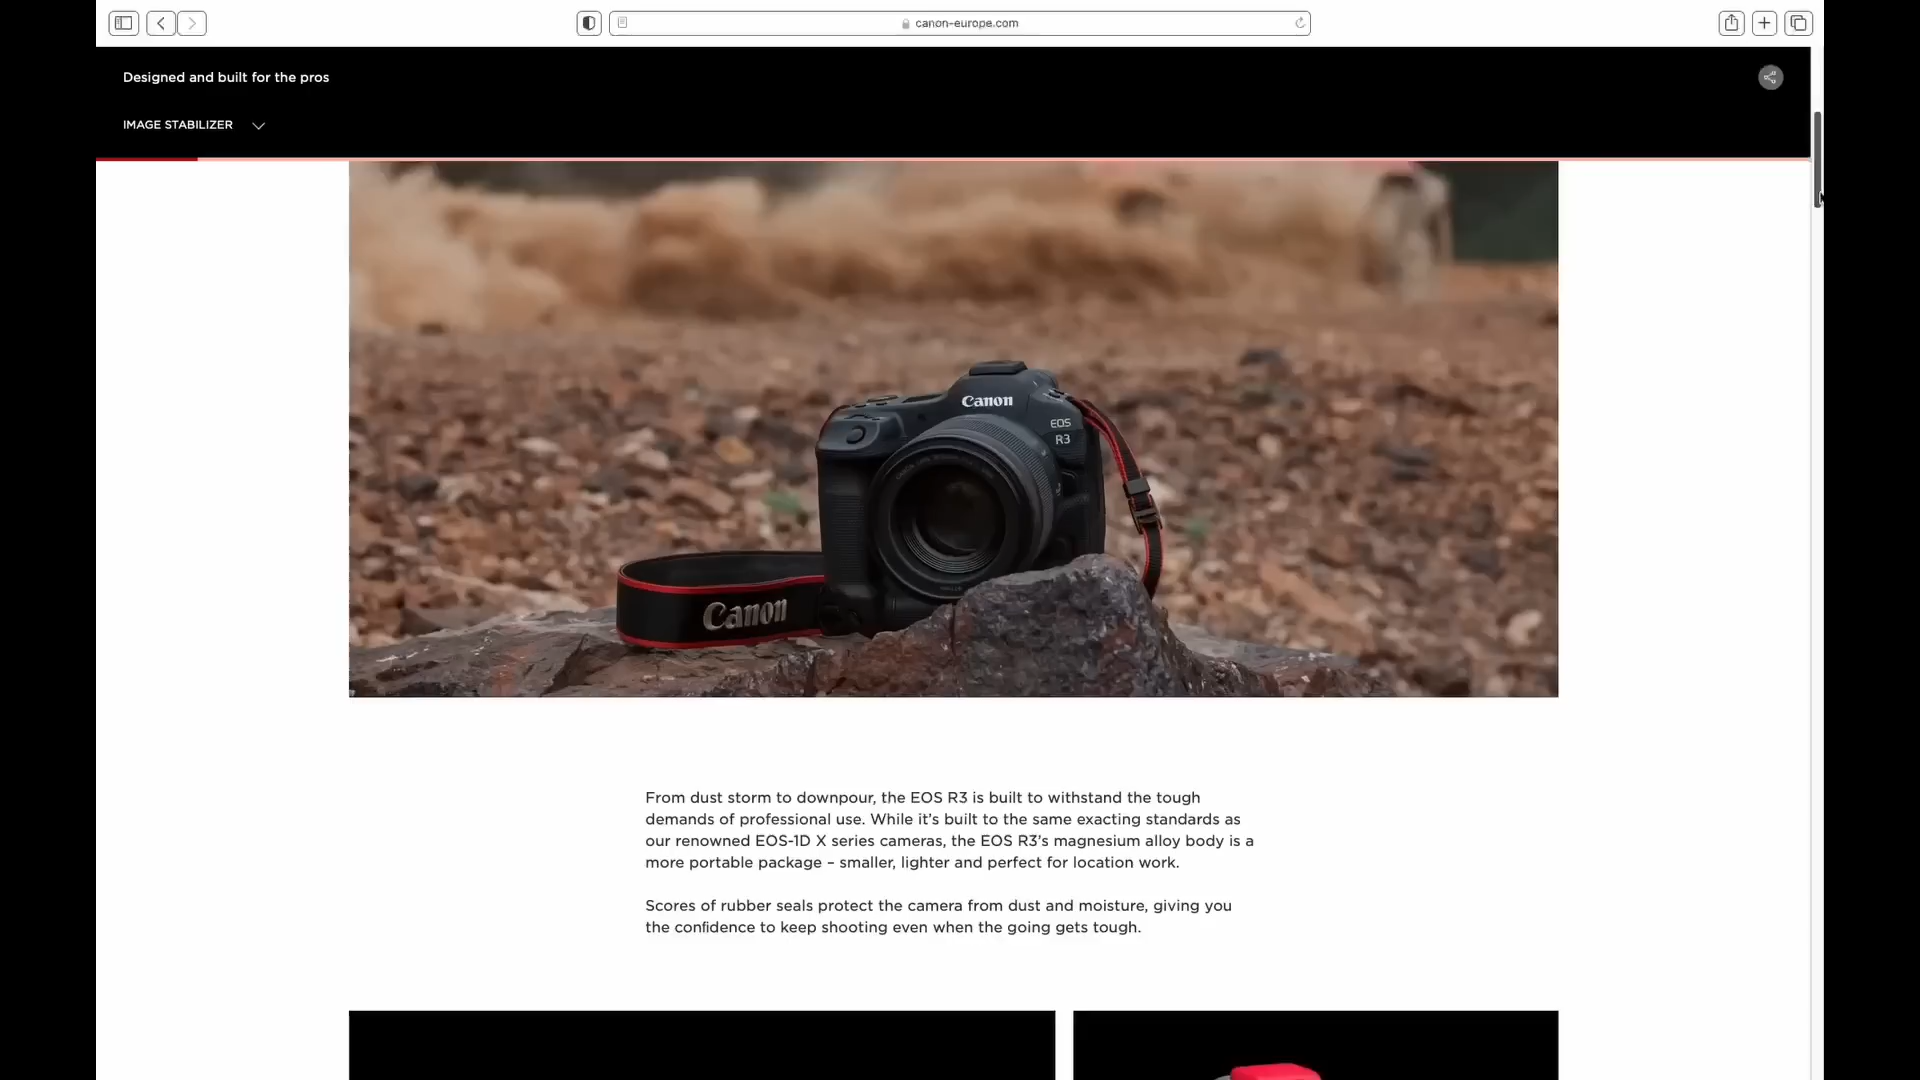 canon-europe.com
Designed and built for the pros
IMAGE STABILIZER
Canon
EOS
R3
Canon
From dust storm to downpour, the EOS R3 is built to withstand the tough
demands of professional use. While it’s built to the same exacting standards as
our renowned EOS-1D X series cameras, the EOS R3’s magnesium alloy body is a
more portable package – smaller, lighter and perfect for location work.
Scores of rubber seals protect the camera from dust and moisture, giving you
the confidence to keep shooting even when the going gets tough.